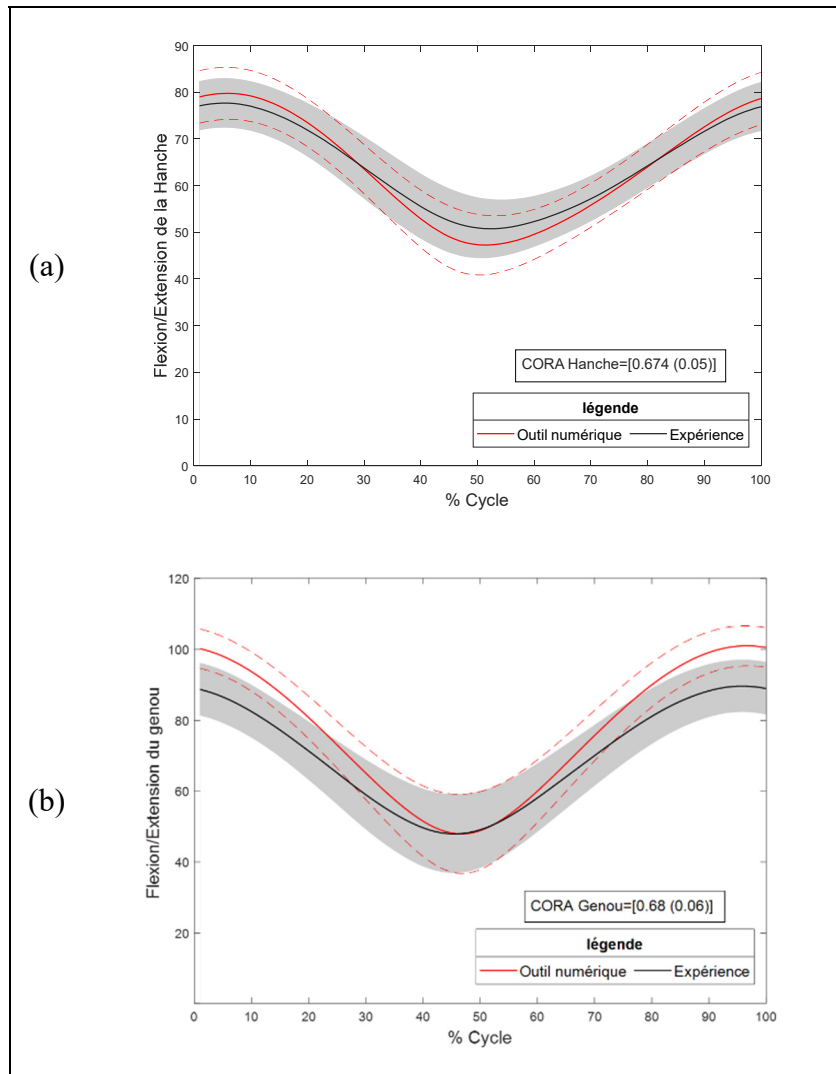 (a)
Flexion/Extension de la Hanche
90
80
70
60
50
40
30
20
10
0
CORA Hanche=[0.674 (0.05)]
légende
Outil numérique Expérience
0 10 20 30 40 50 60 70 80 90 100
% Cycle
(b)
Flexion/Extension du genou
120
100
80
60
40
20
CORA Genou=[0.68 (0.06)]
légende
Outil numérique Expérience
0 10 20 30 40 50 60 70 80 90 100
% Cycle